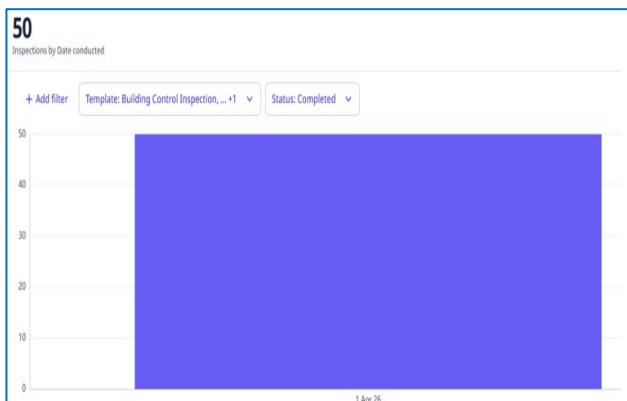 50
Inspections by Date conducted
+ Add filter Template: Building Control Inspection, ... +1 Status: Completed
50
40
30
20
10
0
1 Apr 26